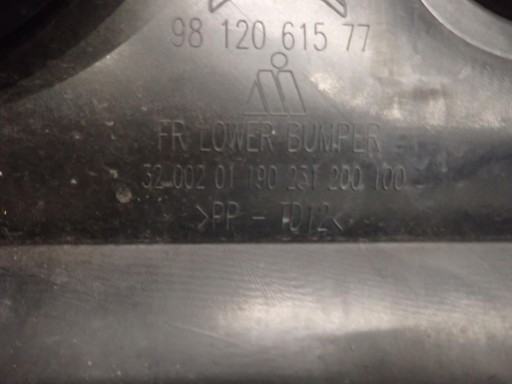 98 120 615 77
FR LOWER BUMPER
32 002 01 190 231 200 100
>PP - TD12<